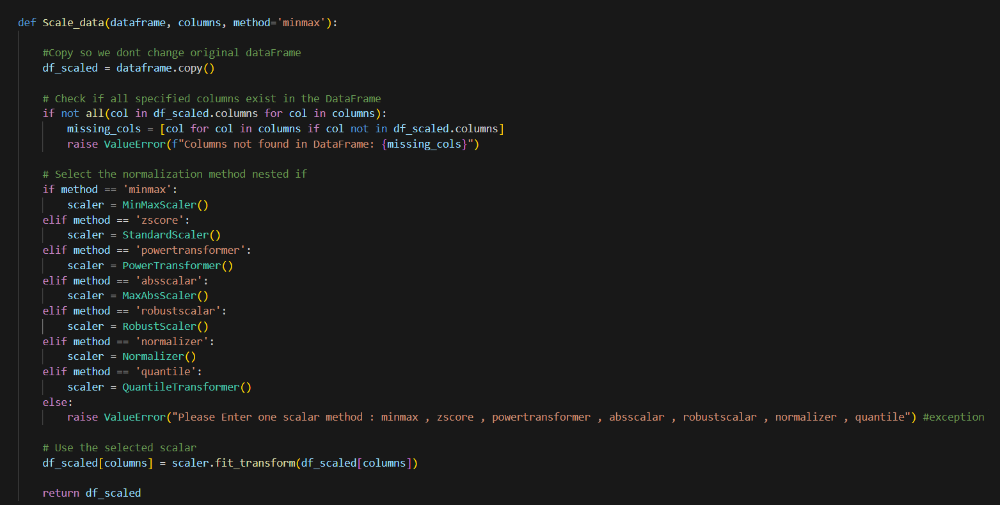 def Scale_data(dataframe, columns, method='minmax'):
#Copy so we dont change original dataFrame
df_scaled = dataframe.copy()
# Check if all specified columns exist in the DataFrame
if not all(col in df_scaled.columns for col in columns):
missing_cols = [col for col in columns if col not in df_scaled.columns]
raise ValueError(f"Columns not found in DataFrame: {missing_cols}")
# Select the normalization method nested if
if method == 'minmax':
scaler = MinMaxScaler()
elif method == 'zscore':
scaler = StandardScaler()
elif method == 'powertransformer':
scaler = PowerTransformer()
elif method == 'absscalar':
scaler = MaxAbsScaler()
elif method == 'robustscalar':
scaler = RobustScaler()
elif method == 'normalizer':
scaler = Normalizer()
elif method == 'quantile':
scaler = QuantileTransformer()
else:
raise ValueError("Please Enter one scalar method : minmax , zscore , powertransformer , absscalar , robustscalar , normalizer , quantile") #exception
# Use the selected scalar
df_scaled[columns] = scaler.fit_transform(df_scaled[columns])
return df_scaled